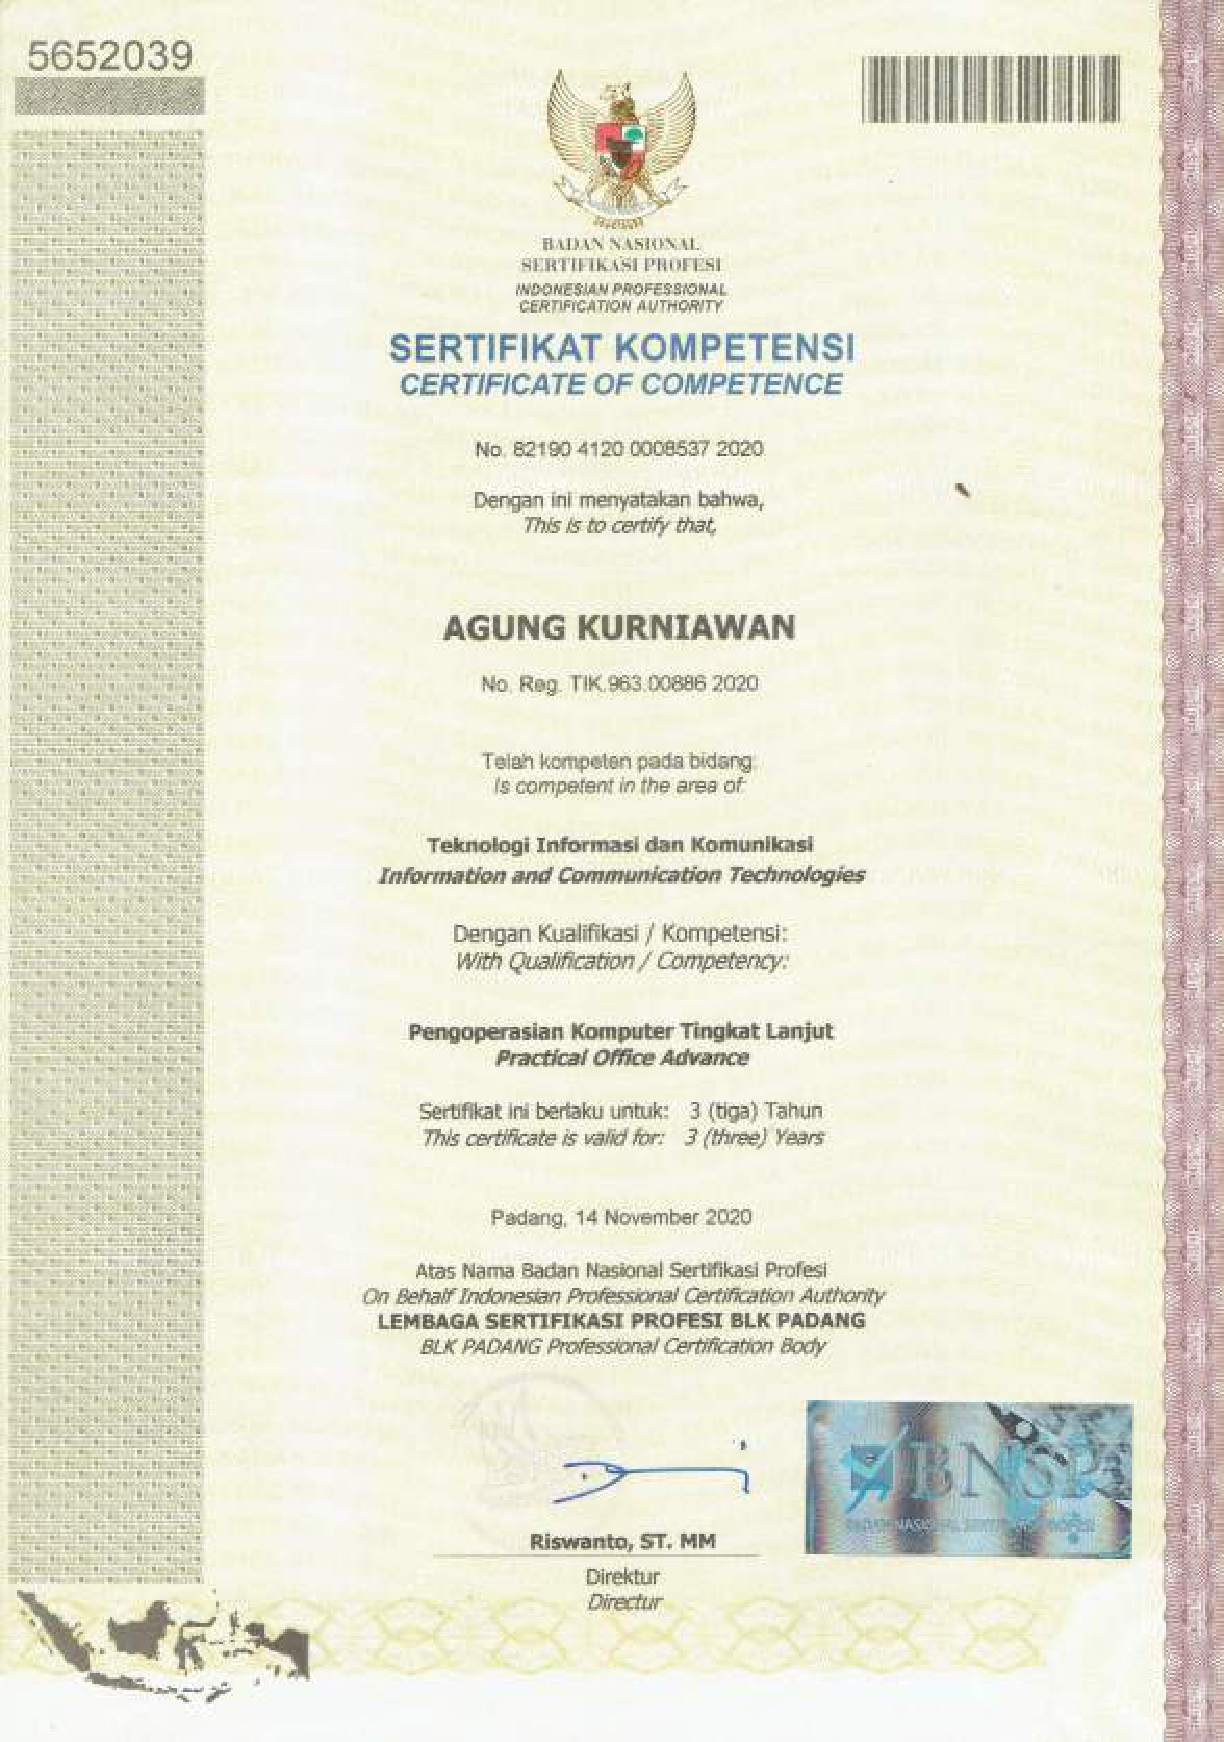 5652039
BADAN NASIONAL
SERTIFIKASI PROFESI
INDONESIAN PROFESSIONAL
CERTIFICATION AUTHORITY
SERTIFIKAT KOMPETENSI
CERTIFICATE OF COMPETENCE
No. 82190 4120 0008537 2020
Dengan ini menyatakan bahwa,
This is to certify that,
AGUNG KURNIAWAN
No. Reg. TIK.963.00886 2020
Telah kompeten pada bidang:
Is competent in the area of:
Teknologi Informasi dan Komunikasi
Information and Communication Technologies
Dengan Kualifikasi / Kompetensi:
With Qualification / Competency:
Pengoperasian Komputer Tingkat Lanjut
Practical Office Advance
Sertifikat ini berlaku untuk: 3 (tiga) Tahun
This certificate is valid for: 3 (three) Years
Padang, 14 November 2020
Atas Nama Badan Nasional Sertifikasi Profesi
On Behalf Indonesian Professional Certification Authority
LEMBAGA SERTIFIKASI PROFESI BLK PADANG
BLK PADANG Professional Certification Body
BNSP
Riswanto, ST. MM
Direktur
Directur